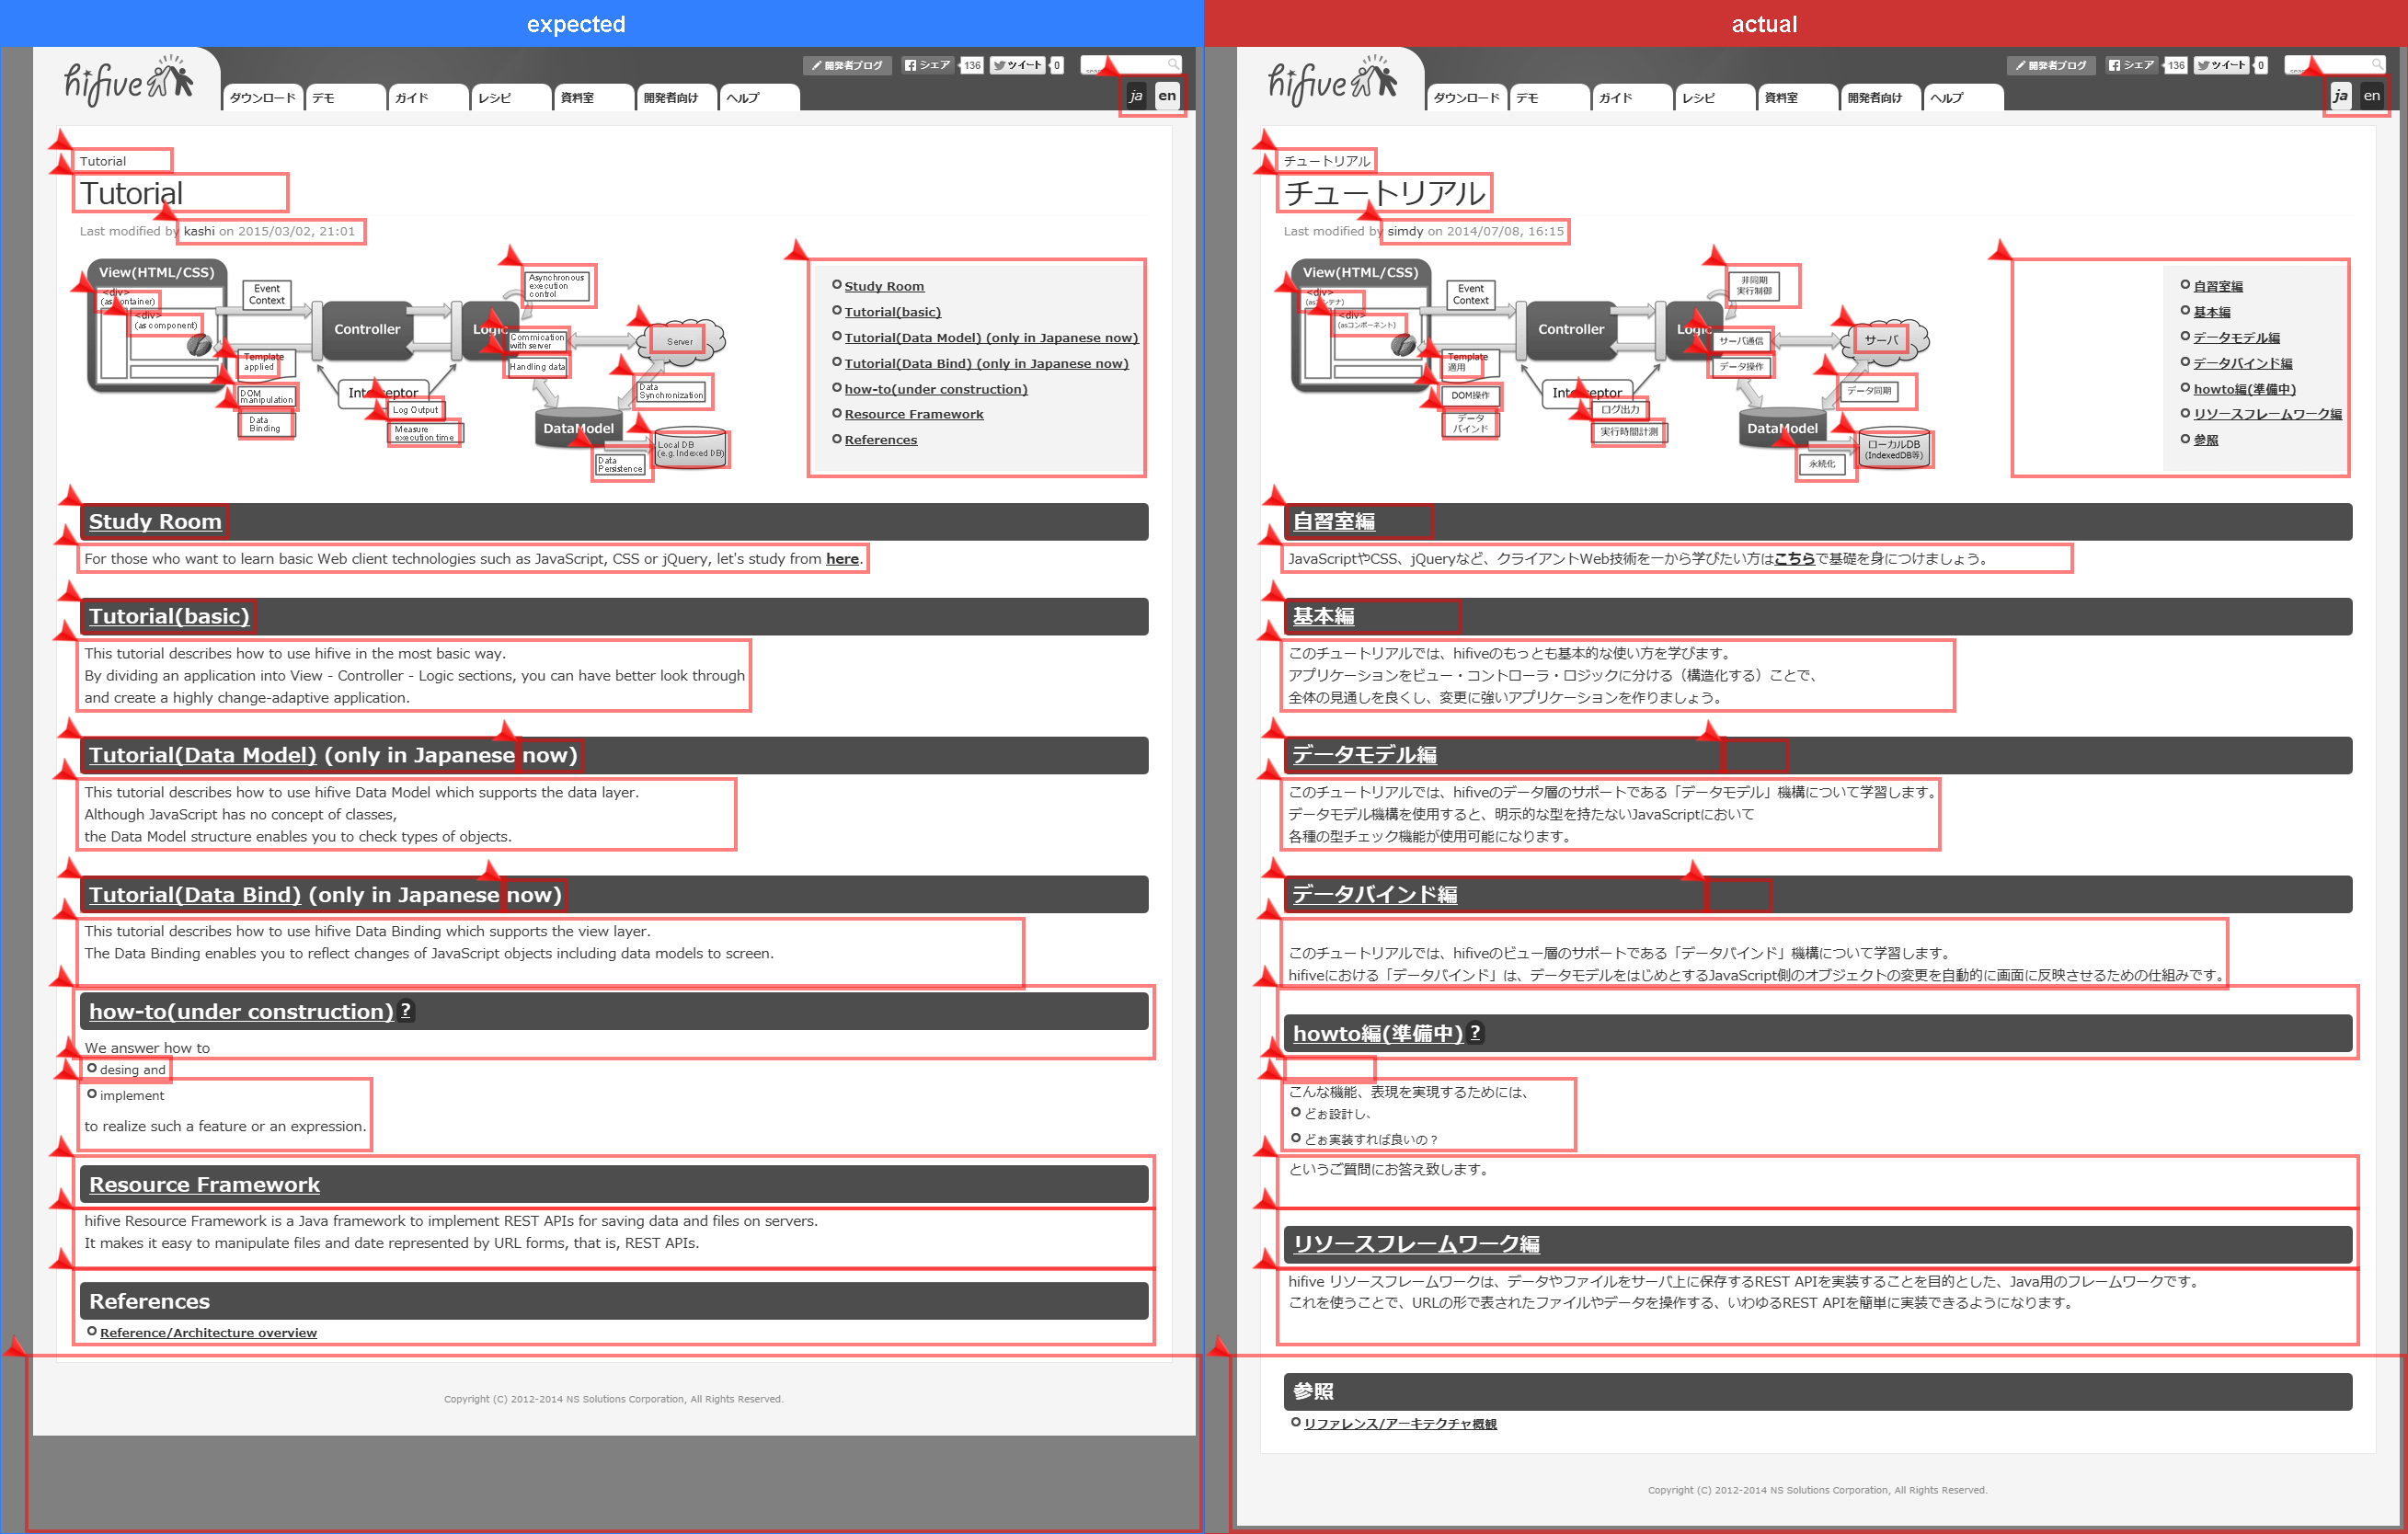 expected
hifive
開発者ブログ
シェア
136
ツイート
0
ダウンロード
デモ
ガイド
レシピ
資料室
開発者向け
ヘルプ
ja
en
Tutorial
Tutorial
Last modified by kashi on 2015/03/02, 21:01
View(HTML/CSS)
<div>
(as container)
<div>
(as component)
Event
Context
Controller
Logic
Asynchronous
execution
control
Commication
with server
Handling data
Server
Template
applied
DOM
manipulation
Data
Binding
Interceptor
Log Output
Measure
execution time
DataModel
Data
Synchronization
Data
Persistence
Local DB
(e.g. Indexed DB)
Study Room
Tutorial(basic)
Tutorial(Data Model) (only in Japanese now)
Tutorial(Data Bind) (only in Japanese now)
how-to(under construction)
Resource Framework
References
Study Room
For those who want to learn basic Web client technologies such as JavaScript, CSS or jQuery, let's study from here.
Tutorial(basic)
This tutorial describes how to use hifive in the most basic way.
By dividing an application into View - Controller - Logic sections, you can have better look through
and create a highly change-adaptive application.
Tutorial(Data Model) (only in Japanese now)
This tutorial describes how to use hifive Data Model which supports the data layer.
Although JavaScript has no concept of classes,
the Data Model structure enables you to check types of objects.
Tutorial(Data Bind) (only in Japanese now)
This tutorial describes how to use hifive Data Binding which supports the view layer.
The Data Binding enables you to reflect changes of JavaScript objects including data models to screen.
how-to(under construction)?
We answer how to
desing and
implement
to realize such a feature or an expression.
Resource Framework
hifive Resource Framework is a Java framework to implement REST APIs for saving data and files on servers.
It makes it easy to manipulate files and date represented by URL forms, that is, REST APIs.
References
Reference/Architecture overview
Copyright (C) 2012-2014 NS Solutions Corporation, All Rights Reserved.
actual
hifive
開発者ブログ
シェア
136
ツイート
0
ダウンロード
デモ
ガイド
レシピ
資料室
開発者向け
ヘルプ
ja
en
チュートリアル
チュートリアル
Last modified by simdy on 2014/07/08, 16:15
View(HTML/CSS)
<div>
(asコンテナ)
<div>
(asコンポーネント)
Event
Context
Controller
Logic
非同期
実行制御
サーバ通信
データ操作
サーバ
Template
適用
DOM操作
データ
バインド
Interceptor
ログ出力
実行時間計測
DataModel
データ同期
永続化
ローカルDB
(IndexedDB等)
自習室編
基本編
データモデル編
データバインド編
howto編(準備中)
リソースフレームワーク編
参照
自習室編
JavaScriptやCSS、jQueryなど、クライアントWeb技術を一から学びたい方はこちらで基礎を身につけましょう。
基本編
このチュートリアルでは、hifiveのもっとも基本的な使い方を学びます。
アプリケーションをビュー・コントローラ・ロジックに分ける（構造化する）ことで、
全体の見通しを良くし、変更に強いアプリケーションを作りましょう。
データモデル編
このチュートリアルでは、hifiveのデータ層のサポートである「データモデル」機構について学習します。
データモデル機構を使用すると、明示的な型を持たないJavaScriptにおいて
各種の型チェック機能が使用可能になります。
データバインド編
このチュートリアルでは、hifiveのビュー層のサポートである「データバインド」機構について学習します。
hifiveにおける「データバインド」は、データモデルをはじめとするJavaScript側のオブジェクトの変更を自動的に画面に反映させるための仕組みです。
howto編(準備中)?
こんな機能、表現を実現するためには、
どぉ設計し、
どぉ実装すれば良いの？
というご質問にお答え致します。
リソースフレームワーク編
hifive リソースフレームワークは、データやファイルをサーバ上に保存するREST APIを実装することを目的とした、Java用のフレームワークです。
これを使うことで、URLの形で表されたファイルやデータを操作する、いわゆるREST APIを簡単に実装できるようになります。
参照
リファレンス/アーキテクチャ概観
Copyright (C) 2012-2014 NS Solutions Corporation, All Rights Reserved.